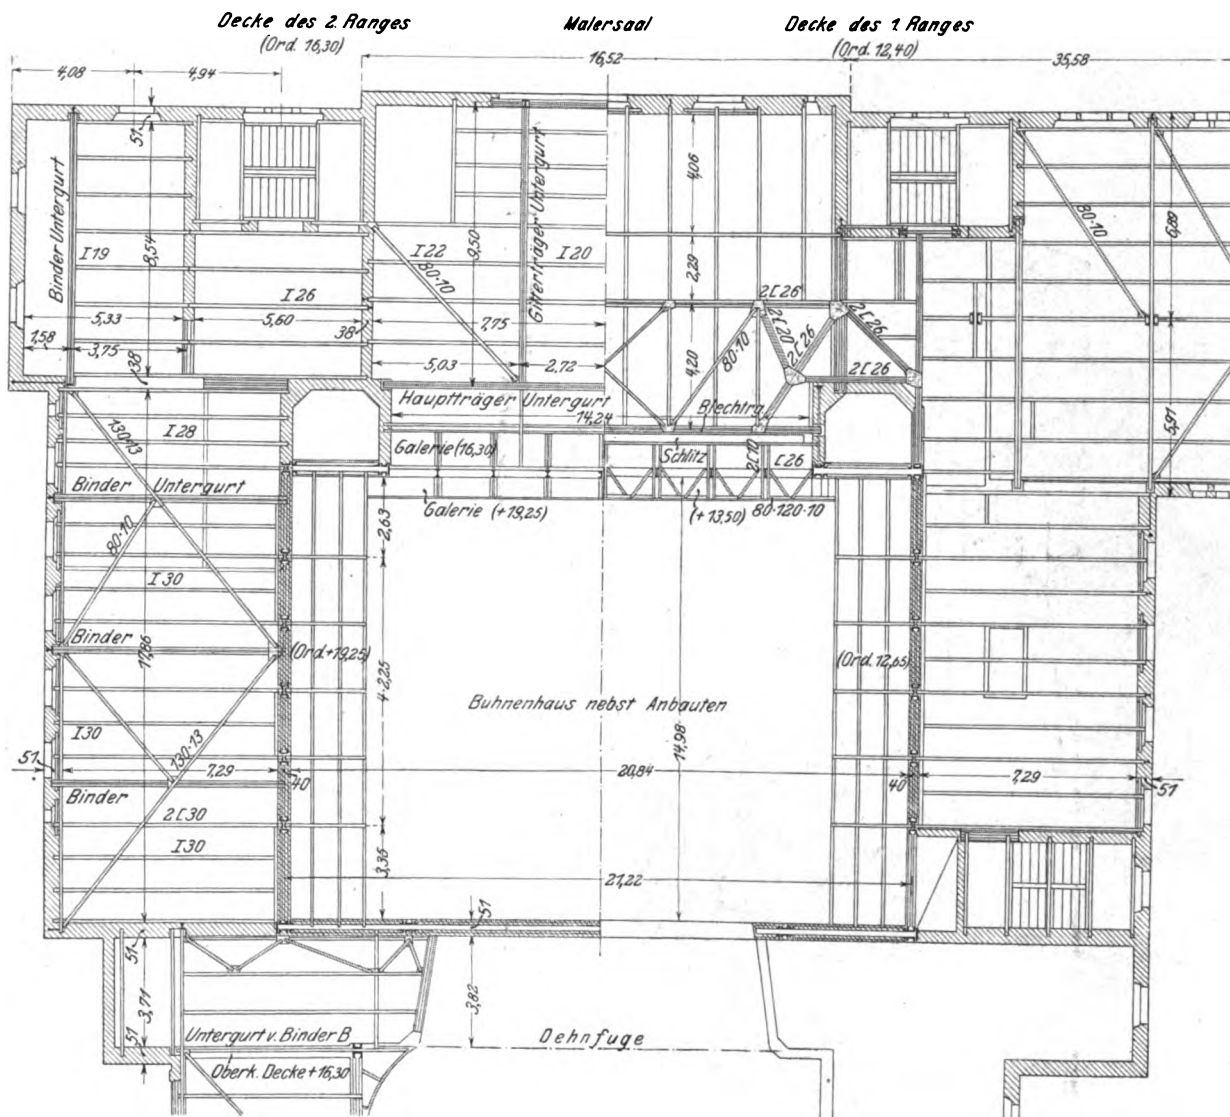 Decke des 2. Ranges
(Ord. 16,30)
Malersaal
Decke des 1. Ranges
(Ord. 12,40)
4,08
4,94
16,52
35,58
51
Binder Untergurt
I 19
8,54
I 26
5,33
5,60
38
1,58
3,75
38
I 22
80·10
9,50
Gitterträger Untergurt
I 20
7,75
5,03
2,72
4,06
2,29
2[26
2[20
2[26
2[26
80·10
4,20
2[26
80·10
6,89
5,91
Hauptträger Untergurt
14,24
Blechtrg.
Galerie (16,30)
Schlitz
2[10
[26
Galerie (+19,25)
(+13,50)
80·120·10
130·13
I 28
Binder Untergurt
80·10
I 30
2,63
Binder
17,86
(Ord.+19,25)
4·2,25
(Ord. 12,65)
Buhnenhaus nebst Anbauten
14,98
I 30
130·13
51
7,29
40
20,84
40
7,29
51
Binder
2[30
I 30
3,36
21,22
51
51
3,71
51
3,82
Untergurt v. Binder B
Dehnfuge
Oberk. Decke +16,30